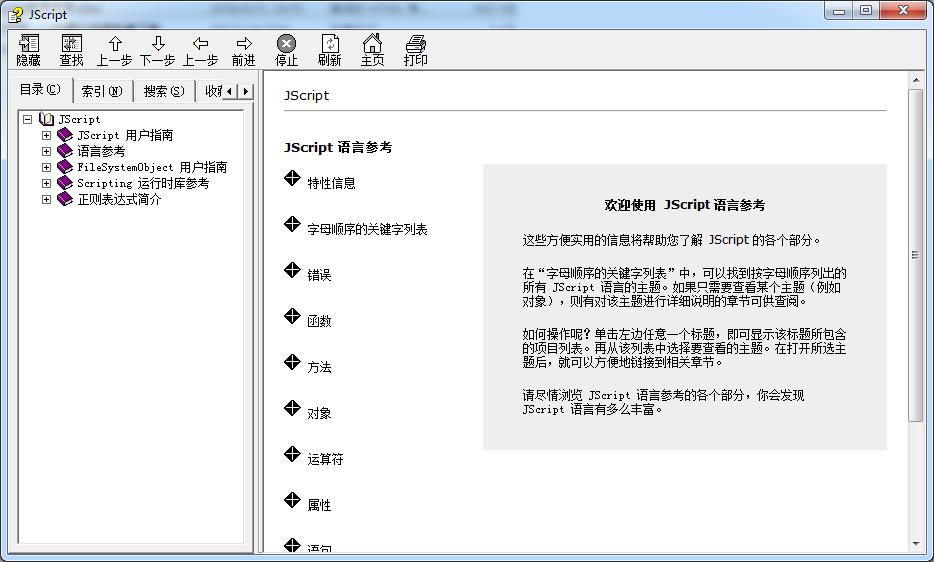 JScript
隐藏 查找 上一步 下一步 上一步 前进 停止 刷新 主页 打印
目录(C) 索引(N) 搜索(S) 收
JScript
JScript 用户指南
语言参考
FileSystemObject 用户指南
Scripting 运行时库参考
正则表达式简介
JScript
JScript 语言参考
特性信息
字母顺序的关键字列表
错误
函数
方法
对象
运算符
属性
语句
欢迎使用 JScript 语言参考
这些方便实用的信息将帮助您了解 JScript 的各个部分。
在“字母顺序的关键字列表”中，可以找到按字母顺序列出的
所有 JScript 语言的主题。如果只需要查看某个主题（例如
对象），则有对该主题进行详细说明的章节可供查阅。
如何操作呢？单击左边任意一个标题，即可显示该标题所包含
的项目列表。再从该列表中选择要查看的主题。在打开所选主
题后，就可以方便地链接到相关章节。
请尽情浏览 JScript 语言参考的各个部分，你会发现
JScript 语言有多么丰富。